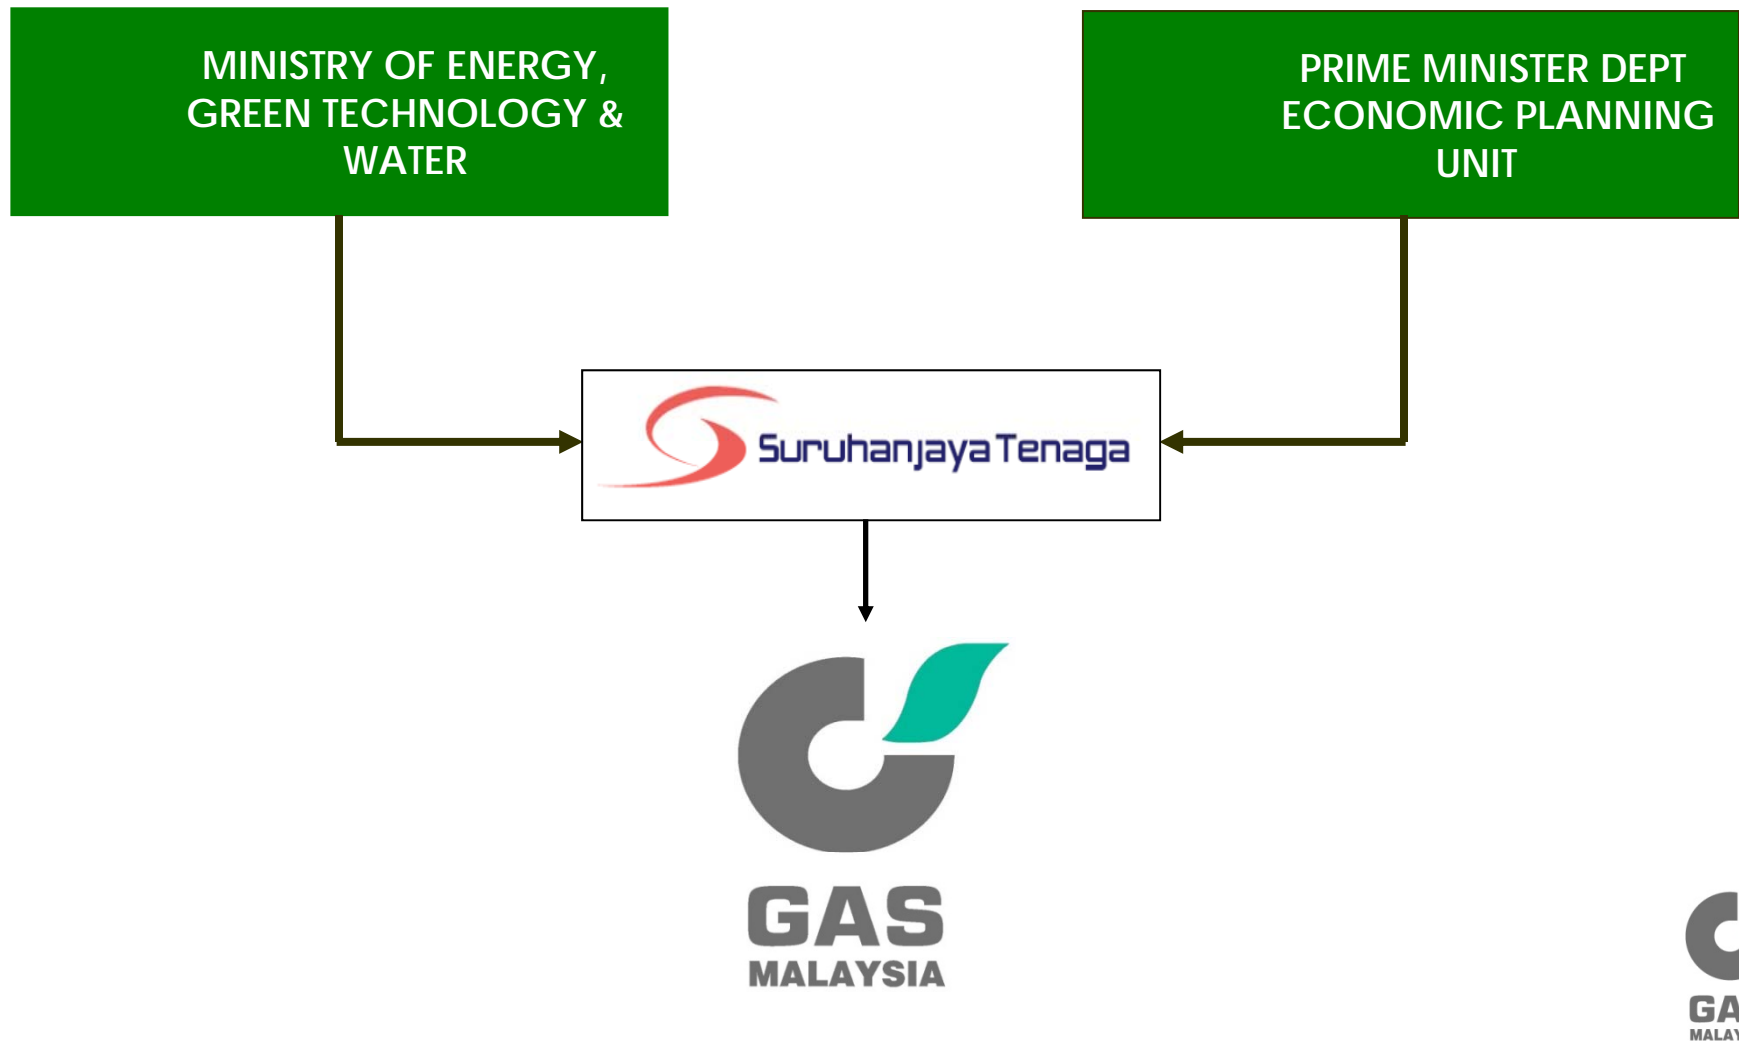 MINISTRY OF ENERGY,
GREEN TECHNOLOGY &
WATER
PRIME MINISTER DEPT
ECONOMIC PLANNING
UNIT
Suruhanjaya Tenaga
GAS
MALAYSIA